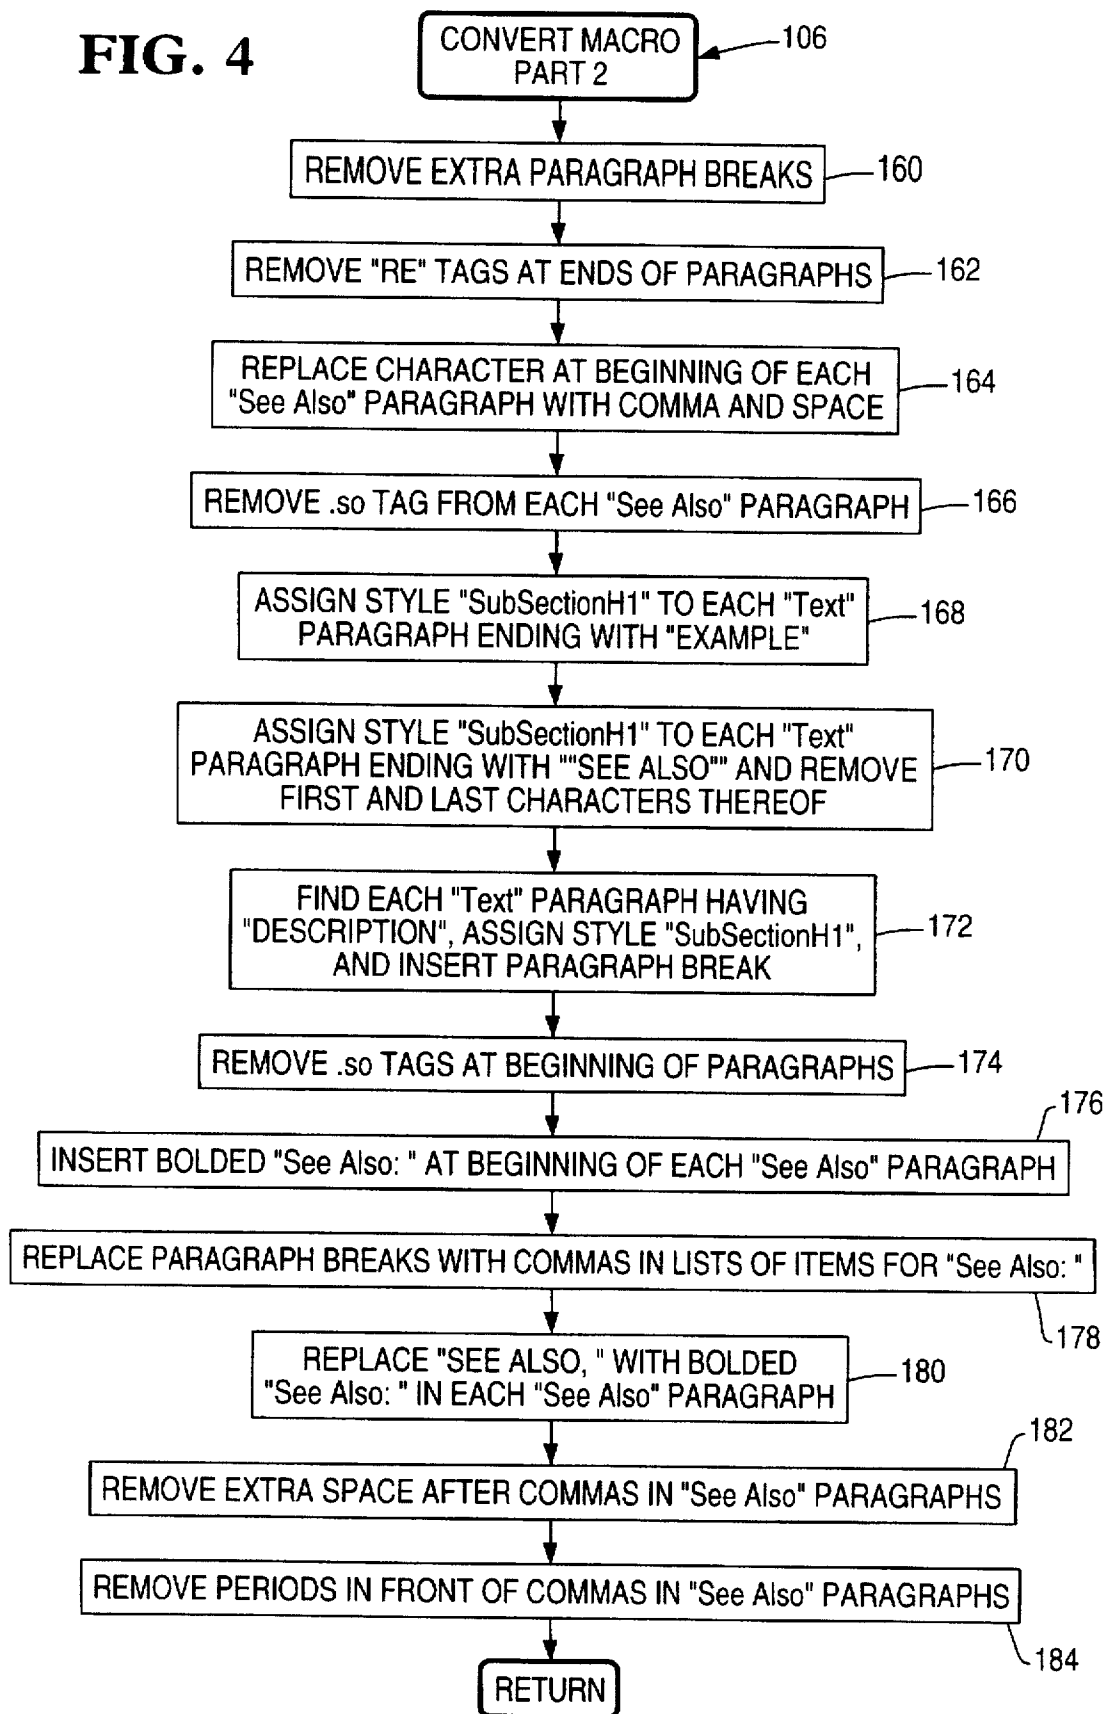 FIG. 4
CONVERT MACRO
PART 2
106
REMOVE EXTRA PARAGRAPH BREAKS
160
REMOVE "RE" TAGS AT ENDS OF PARAGRAPHS
162
REPLACE CHARACTER AT BEGINNING OF EACH
"See Also" PARAGRAPH WITH COMMA AND SPACE
164
REMOVE .so TAG FROM EACH "See Also" PARAGRAPH
166
ASSIGN STYLE "SubSectionH1" TO EACH "Text"
PARAGRAPH ENDING WITH "EXAMPLE"
168
ASSIGN STYLE "SubSectionH1" TO EACH "Text"
PARAGRAPH ENDING WITH ""SEE ALSO"" AND REMOVE
FIRST AND LAST CHARACTERS THEREOF
170
FIND EACH "Text" PARAGRAPH HAVING
"DESCRIPTION", ASSIGN STYLE "SubSectionH1",
AND INSERT PARAGRAPH BREAK
172
REMOVE .so TAGS AT BEGINNING OF PARAGRAPHS
174
176
INSERT BOLDED "See Also: " AT BEGINNING OF EACH "See Also" PARAGRAPH
REPLACE PARAGRAPH BREAKS WITH COMMAS IN LISTS OF ITEMS FOR "See Also: "
178
REPLACE "SEE ALSO, " WITH BOLDED
"See Also: " IN EACH "See Also" PARAGRAPH
180
182
REMOVE EXTRA SPACE AFTER COMMAS IN "See Also" PARAGRAPHS
REMOVE PERIODS IN FRONT OF COMMAS IN "See Also" PARAGRAPHS
184
RETURN